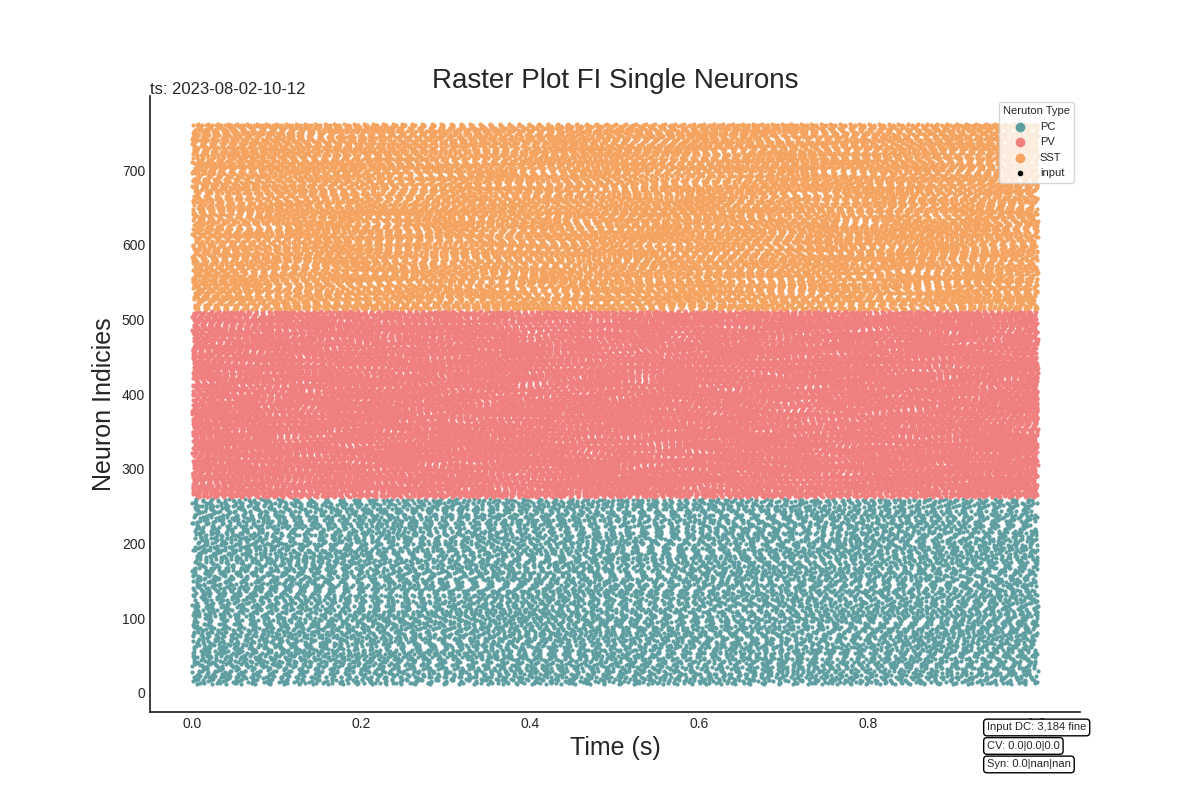 Raster Plot FI Single Neurons
ts: 2023-08-02-10-12
Neruton Type
PC
PV
SST
input
Neuron Indicies
700
600
500
400
300
200
100
0
0.0 0.2 0.4 0.6 0.8
Time (s)
Input DC: 3,184 fine
CV: 0.0|0.0|0.0
Syn: 0.0|nan|nan